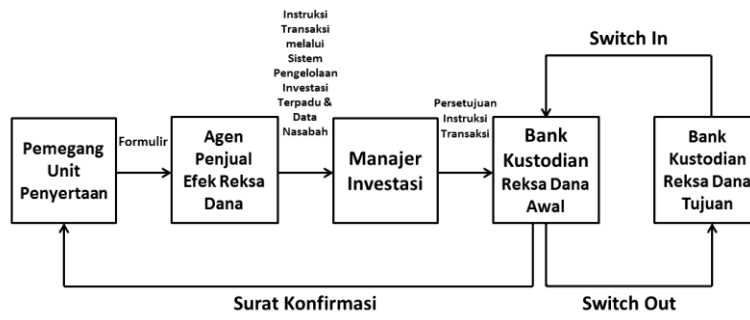 Instruksi
Transaksi
melalui
Sistem
Pengelolaan
Investasi
Terpadu &
Data
Nasabah
Switch In
Pemegang
Unit
Penyertaan
Formulir
Agen
Penjual
Efek Reksa
Dana
Manajer
Investasi
Persetujuan
Instruksi
Transaksi
Bank
Kustodian
Reksa Dana
Awal
Bank
Kustodian
Reksa Dana
Tujuan
Surat Konfirmasi
Switch Out